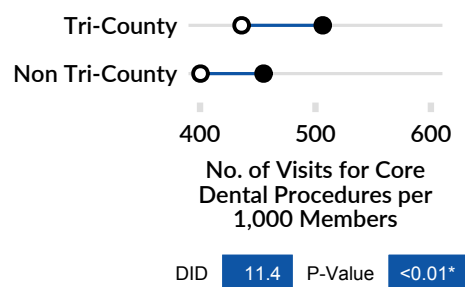 Tri-County
Non Tri-County
400 500 600
No. of Visits for Core
Dental Procedures per
1,000 Members
DID 11.4 P-Value <0.01*